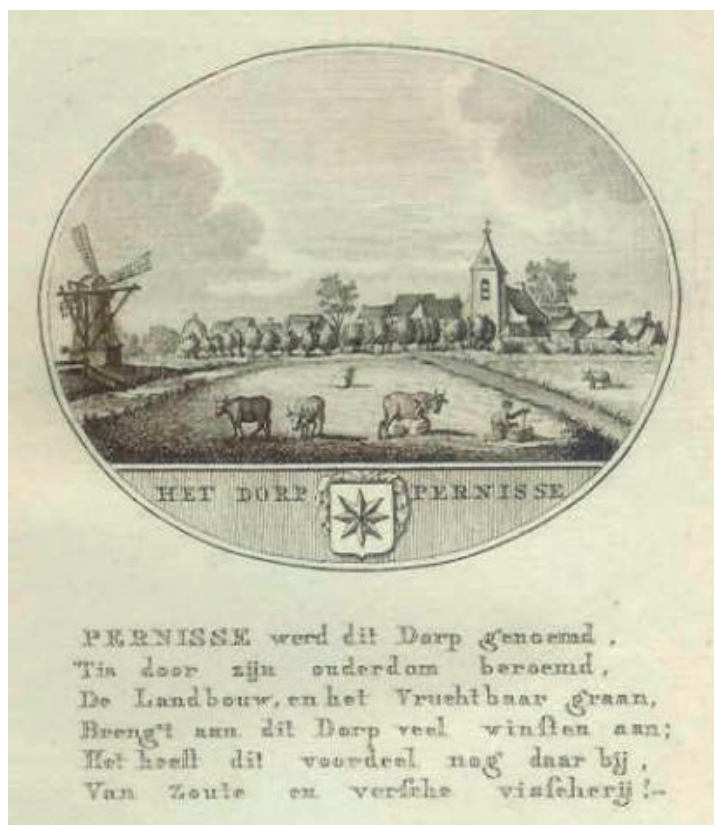 HET DORP PERNISSE
PERNISSE werd dit Dorp genoemd,
'Tis door zijn ouderdom beroemd,
De Landbouw, en het Vruchtbaar graan,
Breng't aan dit Dorp veel winſten aan;
Het heeft dit voordeel nog daar bij,
Van Zoute en verſche viſscherij!-